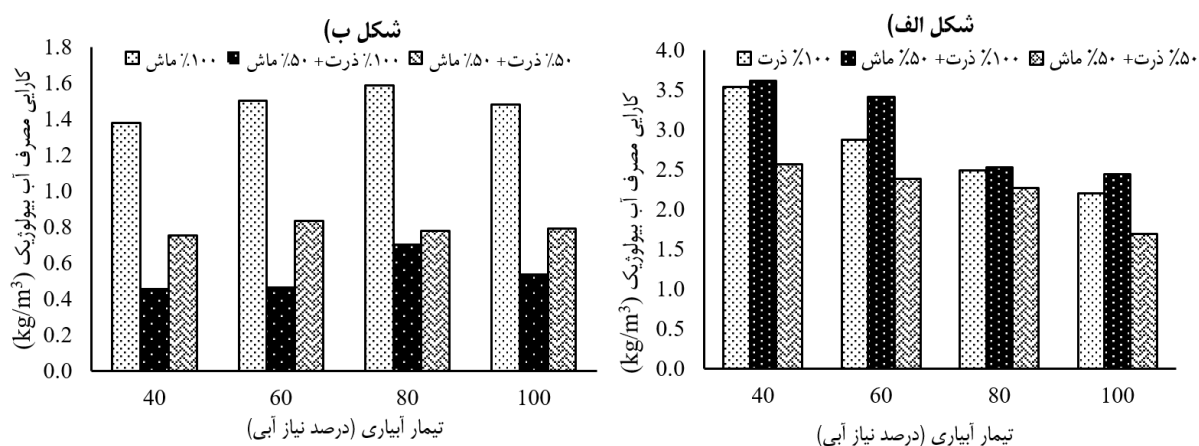 شکل الف)
۱۰۰٪ ذرت
۱۰۰٪ ذرت+ ۵۰٪ ماش
۵۰٪ ذرت+ ۵۰٪ ماش
کارایی مصرف آب بیولوژیک (kg/m³)
4.0
3.5
3.0
2.5
2.0
1.5
1.0
0.5
0.0
40 60 80 100
تیمار آبیاری (درصد نیاز آبی)
شکل ب)
۱۰۰٪ ماش
۱۰۰٪ ذرت+ ۵۰٪ ماش
۵۰٪ ذرت+ ۵۰٪ ماش
کارایی مصرف آب بیولوژیک (kg/m³)
1.8
1.6
1.4
1.2
1.0
0.8
0.6
0.4
0.2
0.0
40 60 80 100
تیمار آبیاری (درصد نیاز آبی)